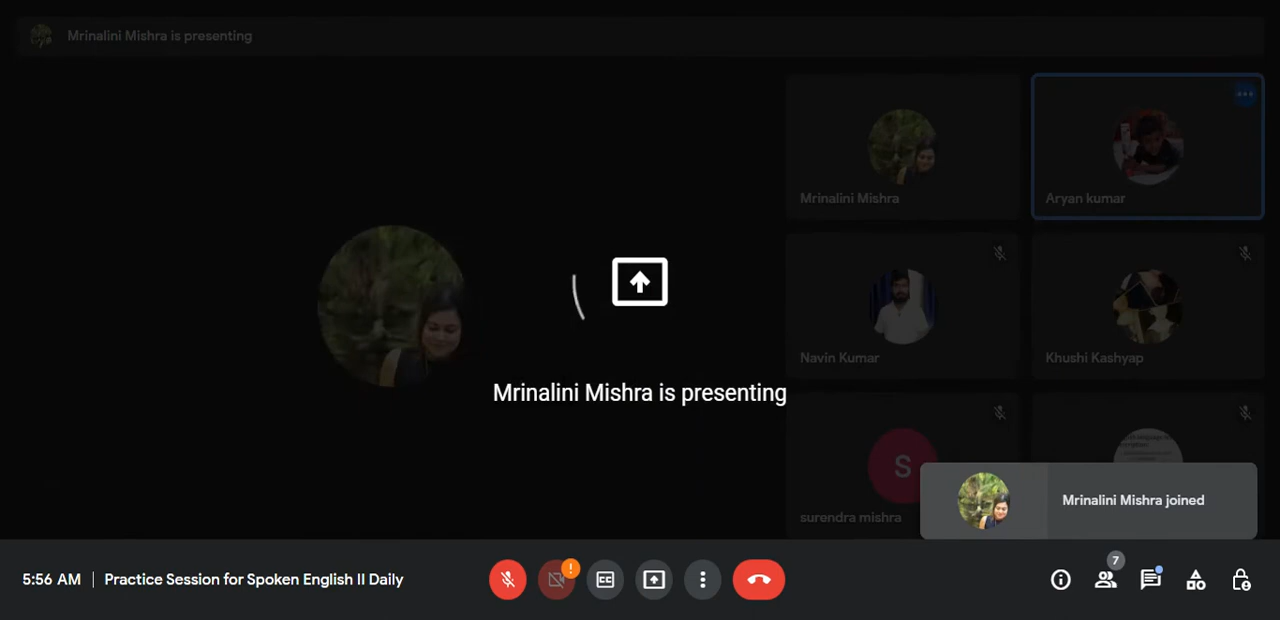 Mrinalini Mishra is presenting
Mrinalini Mishra
Aryan kumar
Navin Kumar
Khushi Kashyap
Mrinalini Mishra is presenting
S
surendra mishra
Mrinalini Mishra joined
5:56 AM | Practice Session for Spoken English II Daily
!
CC
7